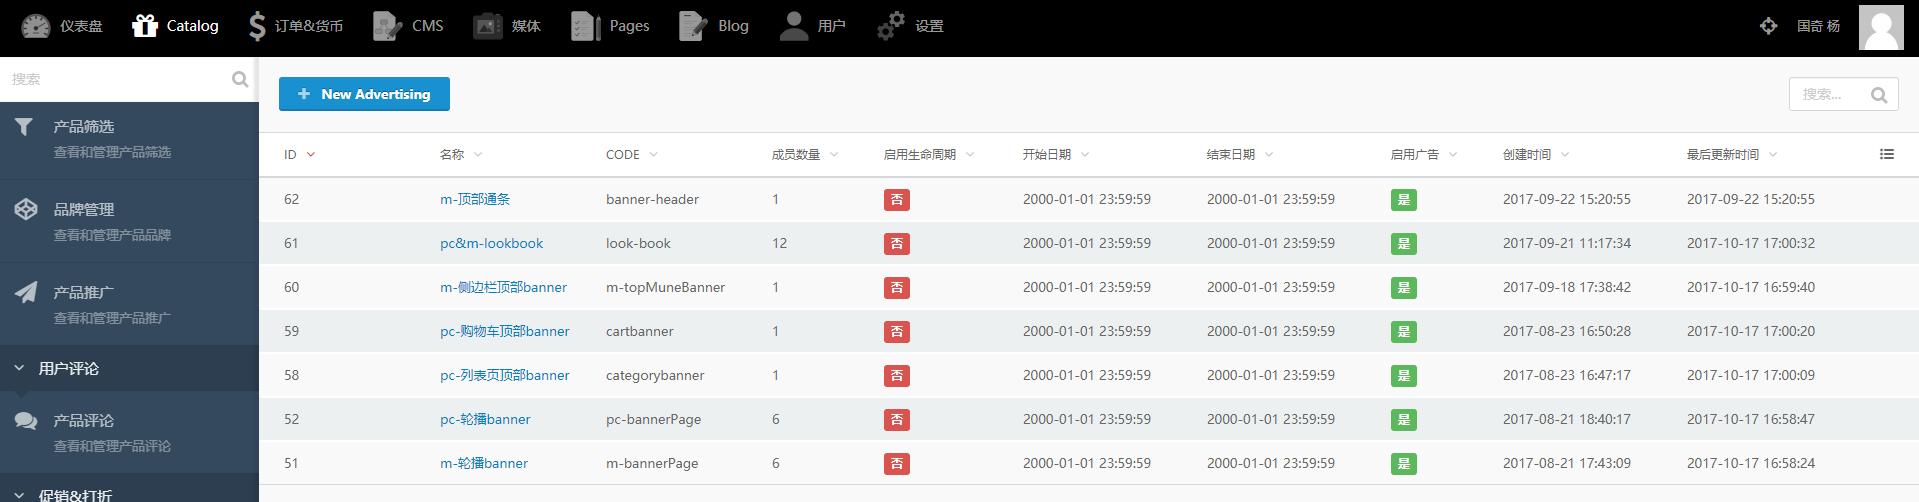 仪表盘 Catalog 订单&货币 CMS 媒体 Pages Blog 用户 设置 国奇 杨
搜索
New Advertising 搜索...
产品筛选
查看和管理产品筛选
品牌管理
查看和管理产品品牌
产品推广
查看和管理产品推广
用户评论
产品评论
查看和管理产品评论
促销&打折
ID 名称 CODE 成员数量 启用生命周期 开始日期 结束日期 启用广告 创建时间 最后更新时间
62 m-顶部通条 banner-header 1 否 2000-01-01 23:59:59 2000-01-01 23:59:59 是 2017-09-22 15:20:55 2017-09-22 15:20:55
61 pc&m-lookbook look-book 12 否 2000-01-01 23:59:59 2000-01-01 23:59:59 是 2017-09-21 11:17:34 2017-10-17 17:00:32
60 m-侧边栏顶部banner m-topMuneBanner 1 否 2000-01-01 23:59:59 2000-01-01 23:59:59 是 2017-09-18 17:38:42 2017-10-17 16:59:40
59 pc-购物车顶部banner cartbanner 1 否 2000-01-01 23:59:59 2000-01-01 23:59:59 是 2017-08-23 16:50:28 2017-10-17 17:00:20
58 pc-列表页顶部banner categorybanner 1 否 2000-01-01 23:59:59 2000-01-01 23:59:59 是 2017-08-23 16:47:17 2017-10-17 17:00:09
52 pc-轮播banner pc-bannerPage 6 否 2000-01-01 23:59:59 2000-01-01 23:59:59 是 2017-08-21 18:40:17 2017-10-17 16:58:47
51 m-轮播banner m-bannerPage 6 否 2000-01-01 23:59:59 2000-01-01 23:59:59 是 2017-08-21 17:43:09 2017-10-17 16:58:24